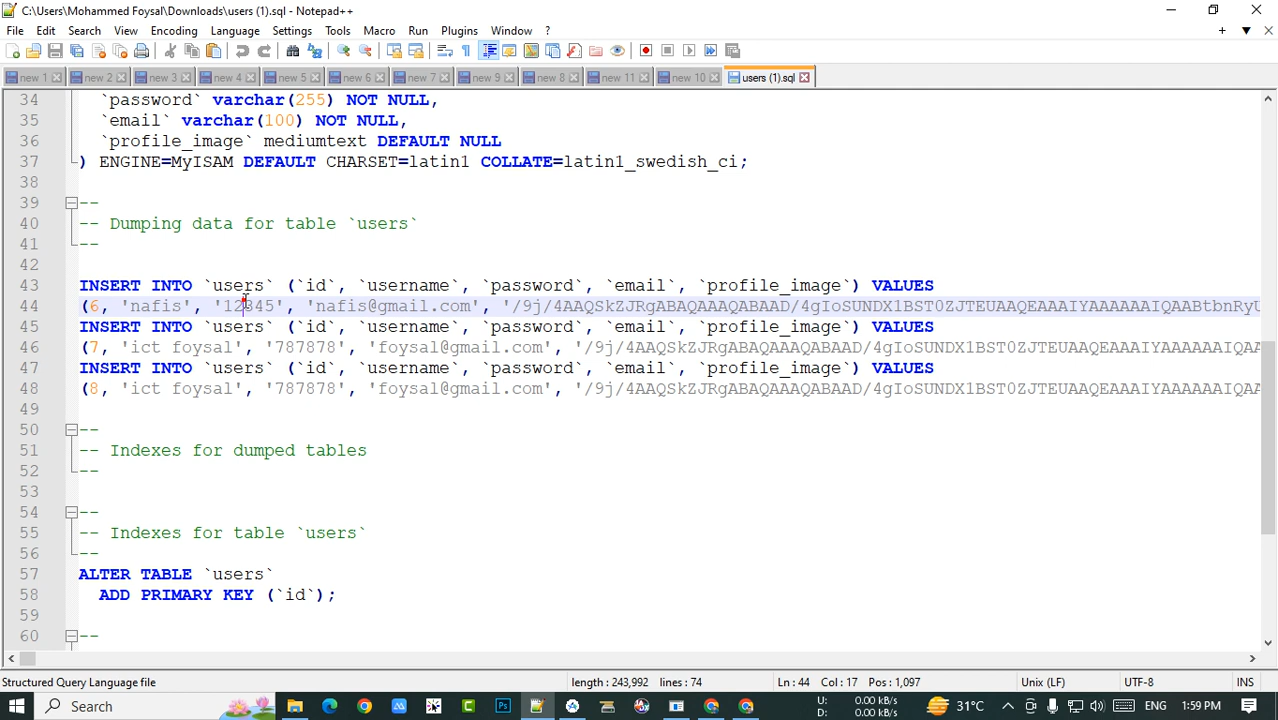 C:\Users\Mohammed Foysal\Downloads\users (1).sql - Notepad++
File Edit Search View Encoding Language Settings Tools Macro Run Plugins Window ?
new 1 new 2 new 3 new 4 new 5 new 6 new 7 new 9 new 8 new 11 new 10 users (1).sql
34 `password` varchar(255) NOT NULL,
35 `email` varchar(100) NOT NULL,
36 `profile_image` mediumtext DEFAULT NULL
37 ) ENGINE=MyISAM DEFAULT CHARSET=latin1 COLLATE=latin1_swedish_ci;
38
39 --
40 -- Dumping data for table `users`
41 --
42
43 INSERT INTO `users` (`id`, `username`, `password`, `email`, `profile_image`) VALUES
44 (6, 'nafis', '12345', 'nafis@gmail.com', '/9j/4AAQSkZJRgABAQAAAQABAAD/4gIoSUNDX1BST0ZJTEUAAQEAAAIYAAAAAAIQAABtbnRyU
45 INSERT INTO `users` (`id`, `username`, `password`, `email`, `profile_image`) VALUES
46 (7, 'ict foysal', '787878', 'foysal@gmail.com', '/9j/4AAQSkZJRgABAQAAAQABAAD/4gIoSUNDX1BST0ZJTEUAAQEAAAIYAAAAAAIQAA
47 INSERT INTO `users` (`id`, `username`, `password`, `email`, `profile_image`) VALUES
48 (8, 'ict foysal', '787878', 'foysal@gmail.com', '/9j/4AAQSkZJRgABAQAAAQABAAD/4gIoSUNDX1BST0ZJTEUAAQEAAAIYAAAAAAIQAA
49
50 --
51 -- Indexes for dumped tables
52 --
53
54 --
55 -- Indexes for table `users`
56 --
57 ALTER TABLE `users`
58 ADD PRIMARY KEY (`id`);
59
60 --
Structured Query Language file length : 243,992 lines : 74 Ln : 44 Col : 17 Pos : 1,097 Unix (LF) UTF-8 INS
Search U: 0.00 kB/s D: 0.00 kB/s 31°C ENG 1:59 PM